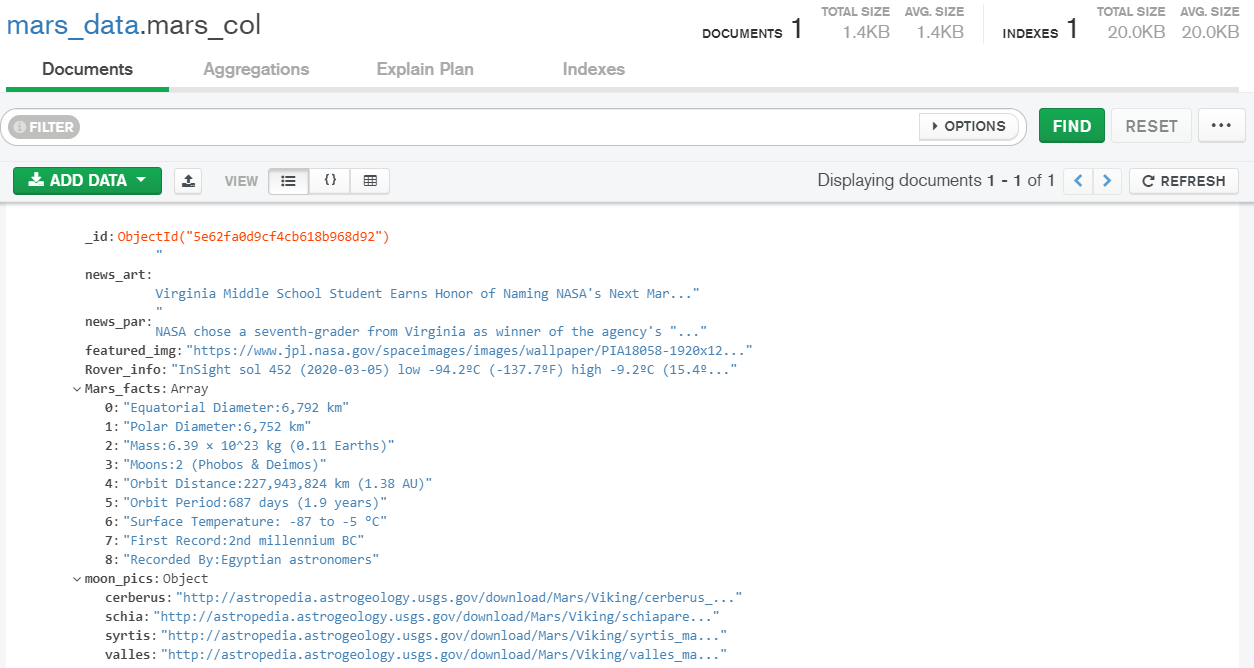 mars_data.mars_col
DOCUMENTS 1 TOTAL SIZE 1.4KB AVG. SIZE 1.4KB INDEXES 1 TOTAL SIZE 20.0KB AVG. SIZE 20.0KB
Documents Aggregations Explain Plan Indexes
FILTER OPTIONS FIND RESET ...
ADD DATA VIEW {} Displaying documents 1 - 1 of 1 < > REFRESH
_id: ObjectId("5e62fa0d9cf4cb618b968d92")
"
news_art:
Virginia Middle School Student Earns Honor of Naming NASA's Next Mar..."
"
news_par:
NASA chose a seventh-grader from Virginia as winner of the agency's "..."
featured_img: "https://www.jpl.nasa.gov/spaceimages/images/wallpaper/PIA18058-1920x12..."
Rover_info: "InSight sol 452 (2020-03-05) low -94.2ºC (-137.7ºF) high -9.2ºC (15.4º..."
Mars_facts: Array
0: "Equatorial Diameter:6,792 km"
1: "Polar Diameter:6,752 km"
2: "Mass:6.39 × 10^23 kg (0.11 Earths)"
3: "Moons:2 (Phobos & Deimos)"
4: "Orbit Distance:227,943,824 km (1.38 AU)"
5: "Orbit Period:687 days (1.9 years)"
6: "Surface Temperature: -87 to -5 °C"
7: "First Record:2nd millennium BC"
8: "Recorded By:Egyptian astronomers"
moon_pics: Object
cerberus: "http://astropedia.astrogeology.usgs.gov/download/Mars/Viking/cerberus_..."
schia: "http://astropedia.astrogeology.usgs.gov/download/Mars/Viking/schiapare..."
syrtis: "http://astropedia.astrogeology.usgs.gov/download/Mars/Viking/syrtis_ma..."
valles: "http://astropedia.astrogeology.usgs.gov/download/Mars/Viking/valles_ma..."